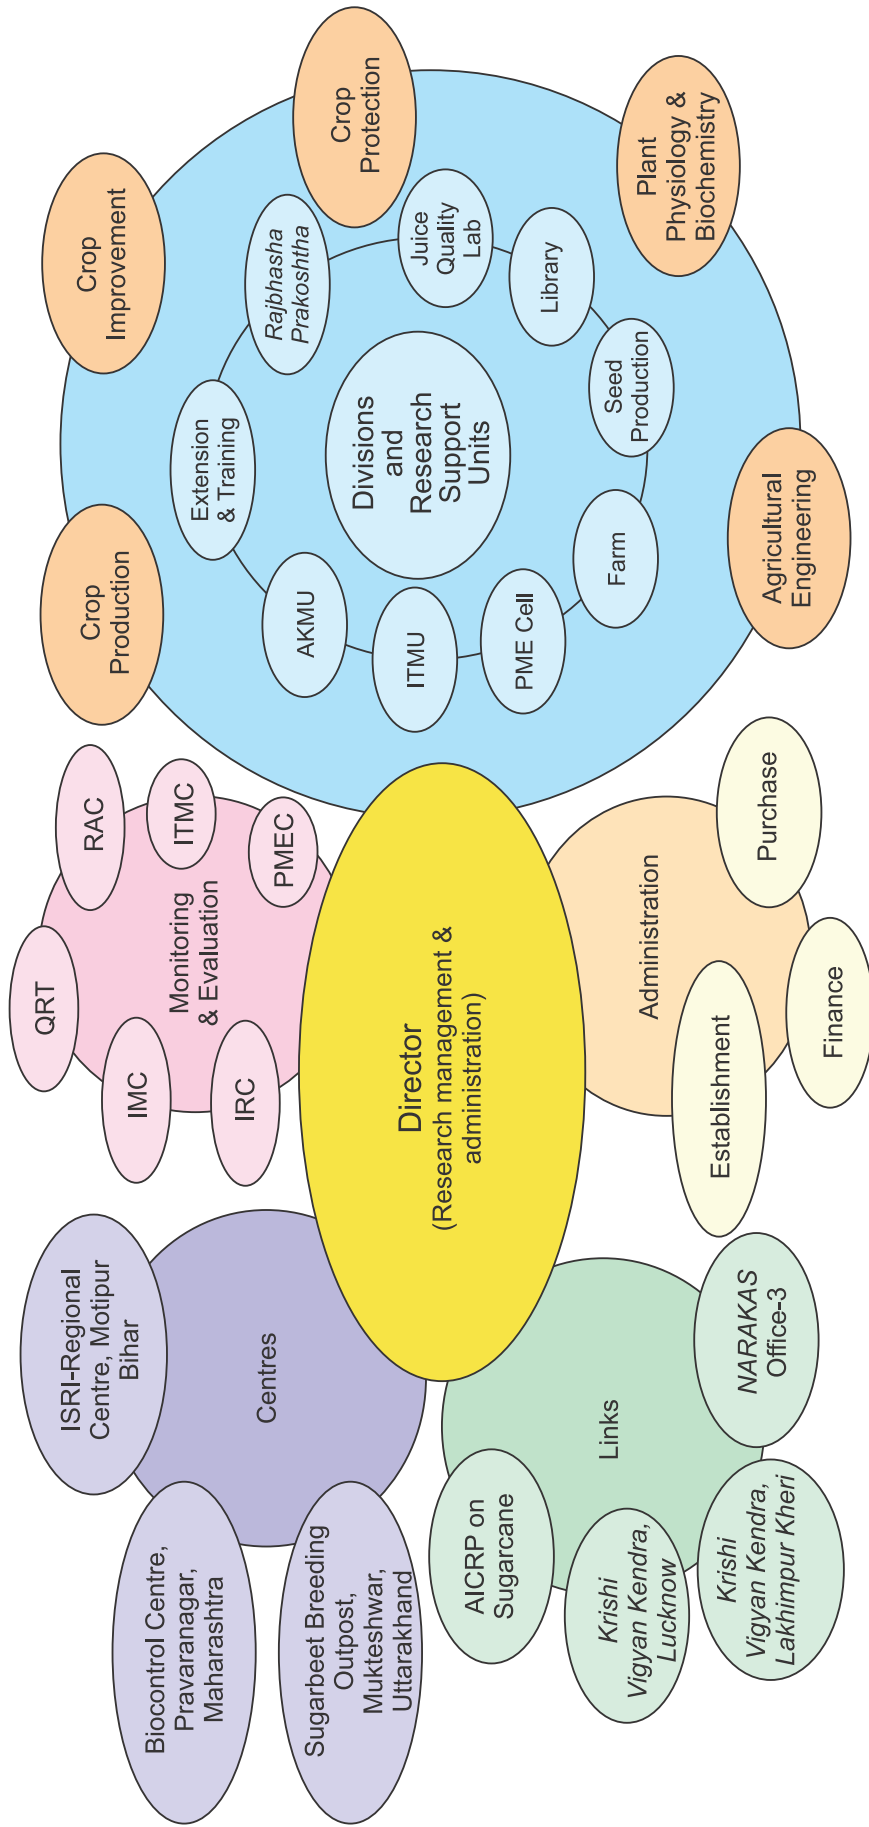 ISRI-Regional
Centre, Motipur
Bihar
Biocontrol Centre,
Pravaranagar,
Maharashtra
Sugarbeet Breeding
Outpost,
Mukteshwar,
Uttarakhand
Centres
QRT
RAC
ITMC
PMEC
IMC
IRC
Monitoring
& Evaluation
Director
(Research management &
administration)
Links
AICRP on
Sugarcane
Krishi
Vigyan Kendra,
Lucknow
Krishi
Vigyan Kendra,
Lakhimpur Kheri
NARAKAS
Office-3
Administration
Establishment
Finance
Purchase
Crop
Production
Crop
Improvement
Crop
Protection
Plant
Physiology &
Biochemistry
Agricultural
Engineering
Divisions
and
Research
Support
Units
Extension
& Training
Rajbhasha
Prakoshtha
Juice
Quality
Lab
Library
Seed
Production
Farm
PME Cell
ITMU
AKMU